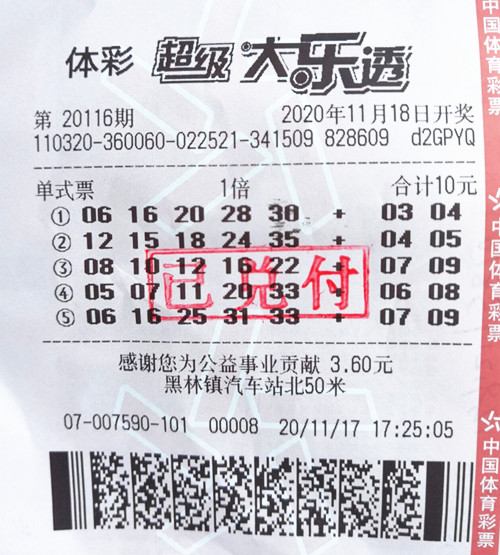 体彩 超级大乐透
第 20116期 2020年11月18日开奖
110320-360060-022521-341509 828609 d2GPYQ
单式票 1倍 合计10元
① 06 16 20 28 30 + 03 04
② 12 15 18 24 35 + 04 05
③ 08 10 12 16 22 + 07 09
④ 05 07 20 33 + 06 08
⑤ 06 16 25 31 33 + 07 09
已兑付
感谢您为公益事业贡献 3.60元
黑林镇汽车站北50米
07-007590-101 00008 20/11/17 17:25:05
中国体育彩票
中国体育彩票
中国体育彩票